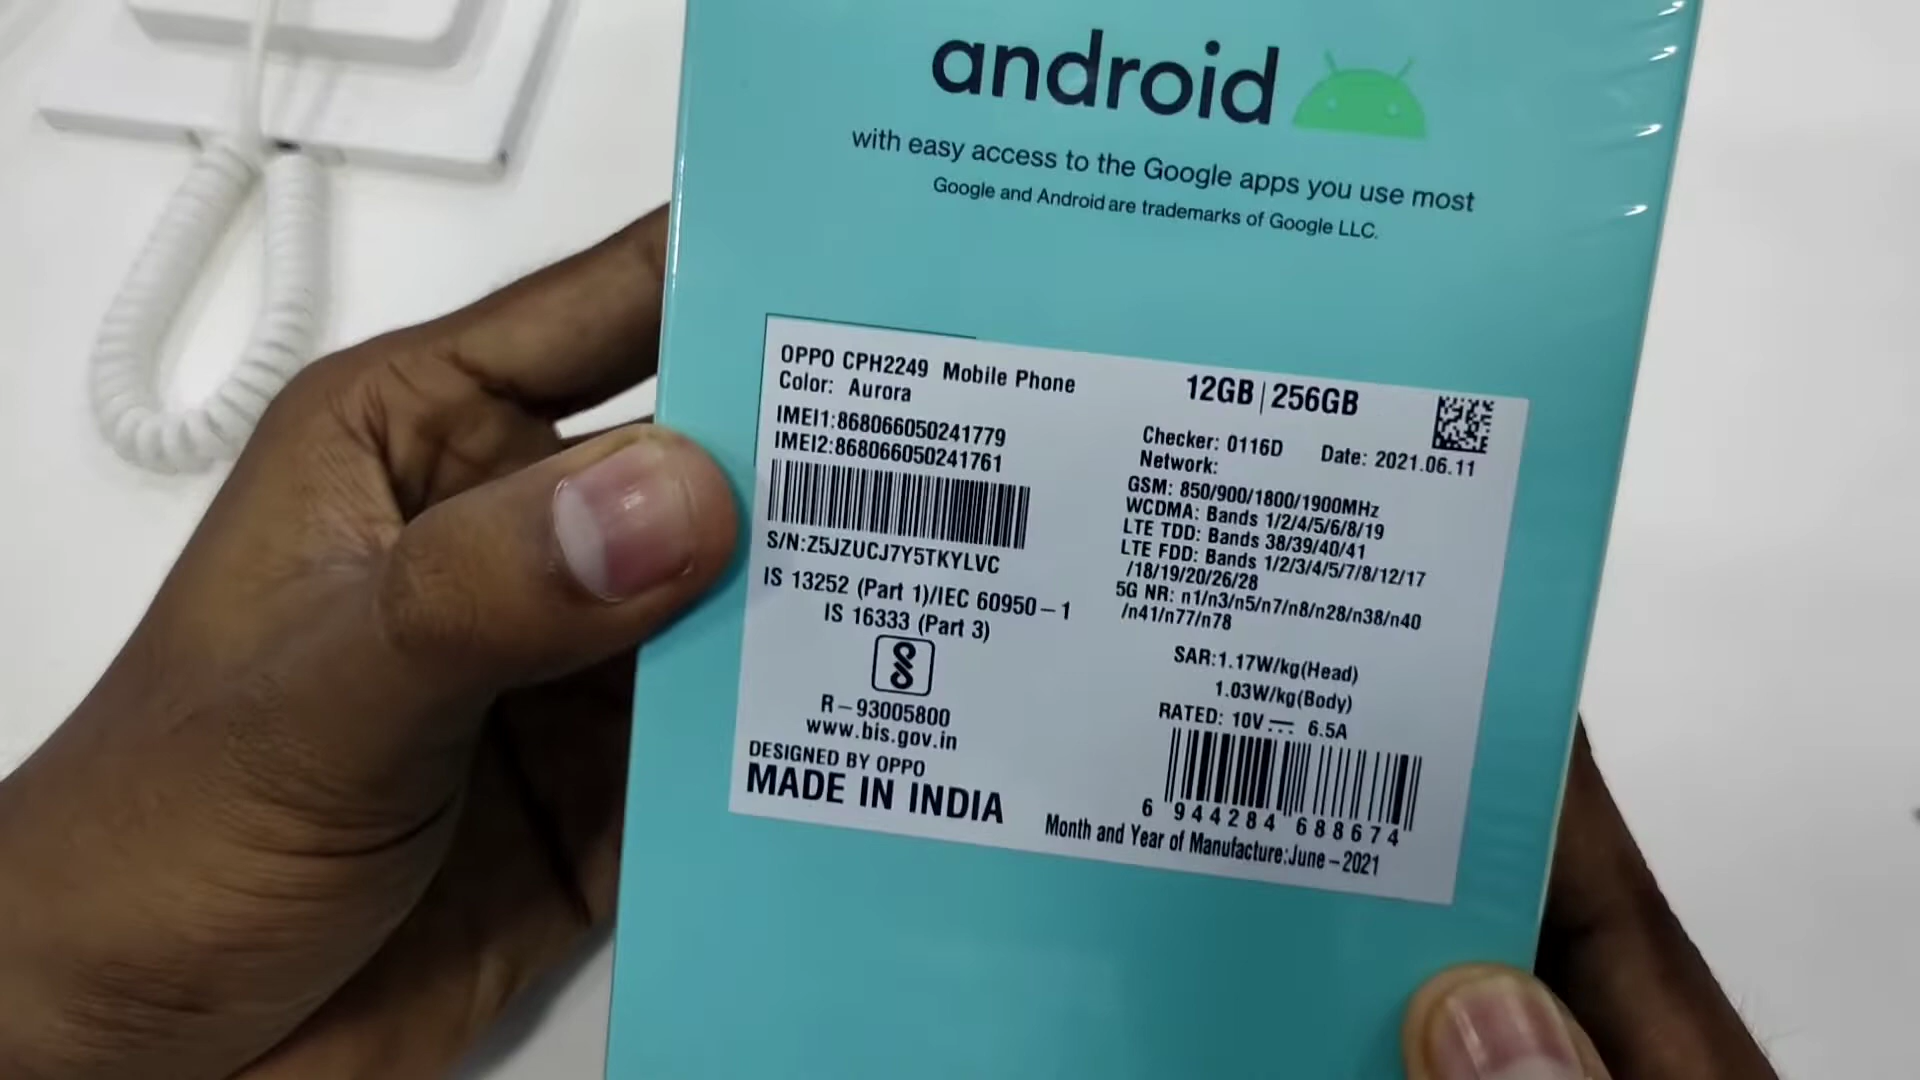 android
with easy access to the Google apps you use most
Google and Android are trademarks of Google LLC.
OPPO CPH2249 Mobile Phone
Color: Aurora
IMEI1:868066050241779
IMEI2:868066050241761
S/N:Z5JZUCJ7Y5TKYLVC
IS 13252 (Part 1)/IEC 60950-1
IS 16333 (Part 3)
R-93005800
www.bis.gov.in
DESIGNED BY OPPO
MADE IN INDIA
12GB | 256GB
Checker: 0116D Date: 2021.06.11
Network:
GSM: 850/900/1800/1900MHz
WCDMA: Bands 1/2/4/5/6/8/19
LTE TDD: Bands 38/39/40/41
LTE FDD: Bands 1/2/3/4/5/7/8/12/17
/18/19/20/26/28
5G NR: n1/n3/n5/n7/n8/n28/n38/n40
/n41/n77/n78
SAR:1.17W/kg(Head)
1.03W/kg(Body)
RATED: 10V⎓ 6.5A
6 944284 688674
Month and Year of Manufacture:June-2021